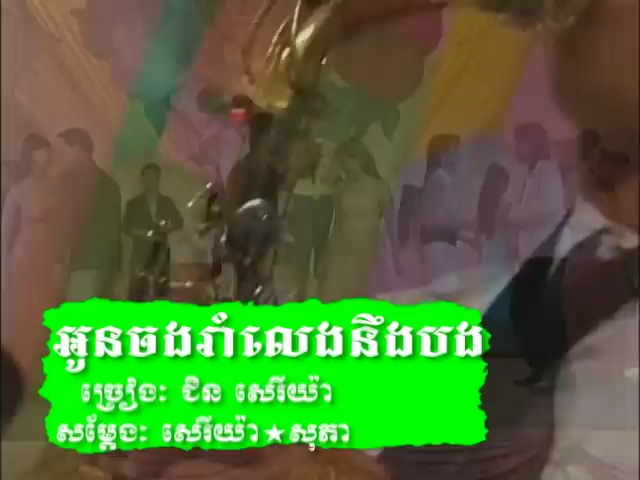 អូនចង់រាំលេងនឹងបង
ច្រៀងៈ ជិន សេរីយ៉ា
សម្ដែងៈ សេរីយ៉ា★សុភា